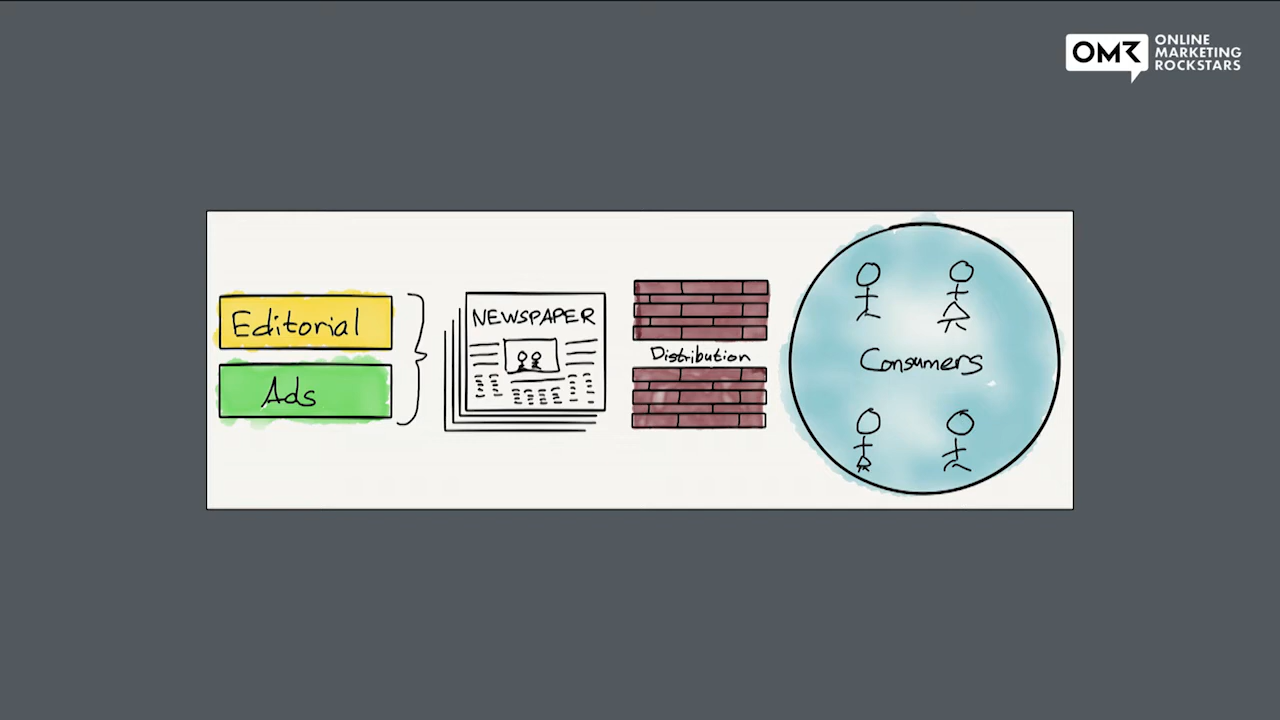 OMR
ONLINE
MARKETING
ROCKSTARS
Editorial
Ads
NEWSPAPER
Distribution
Consumers